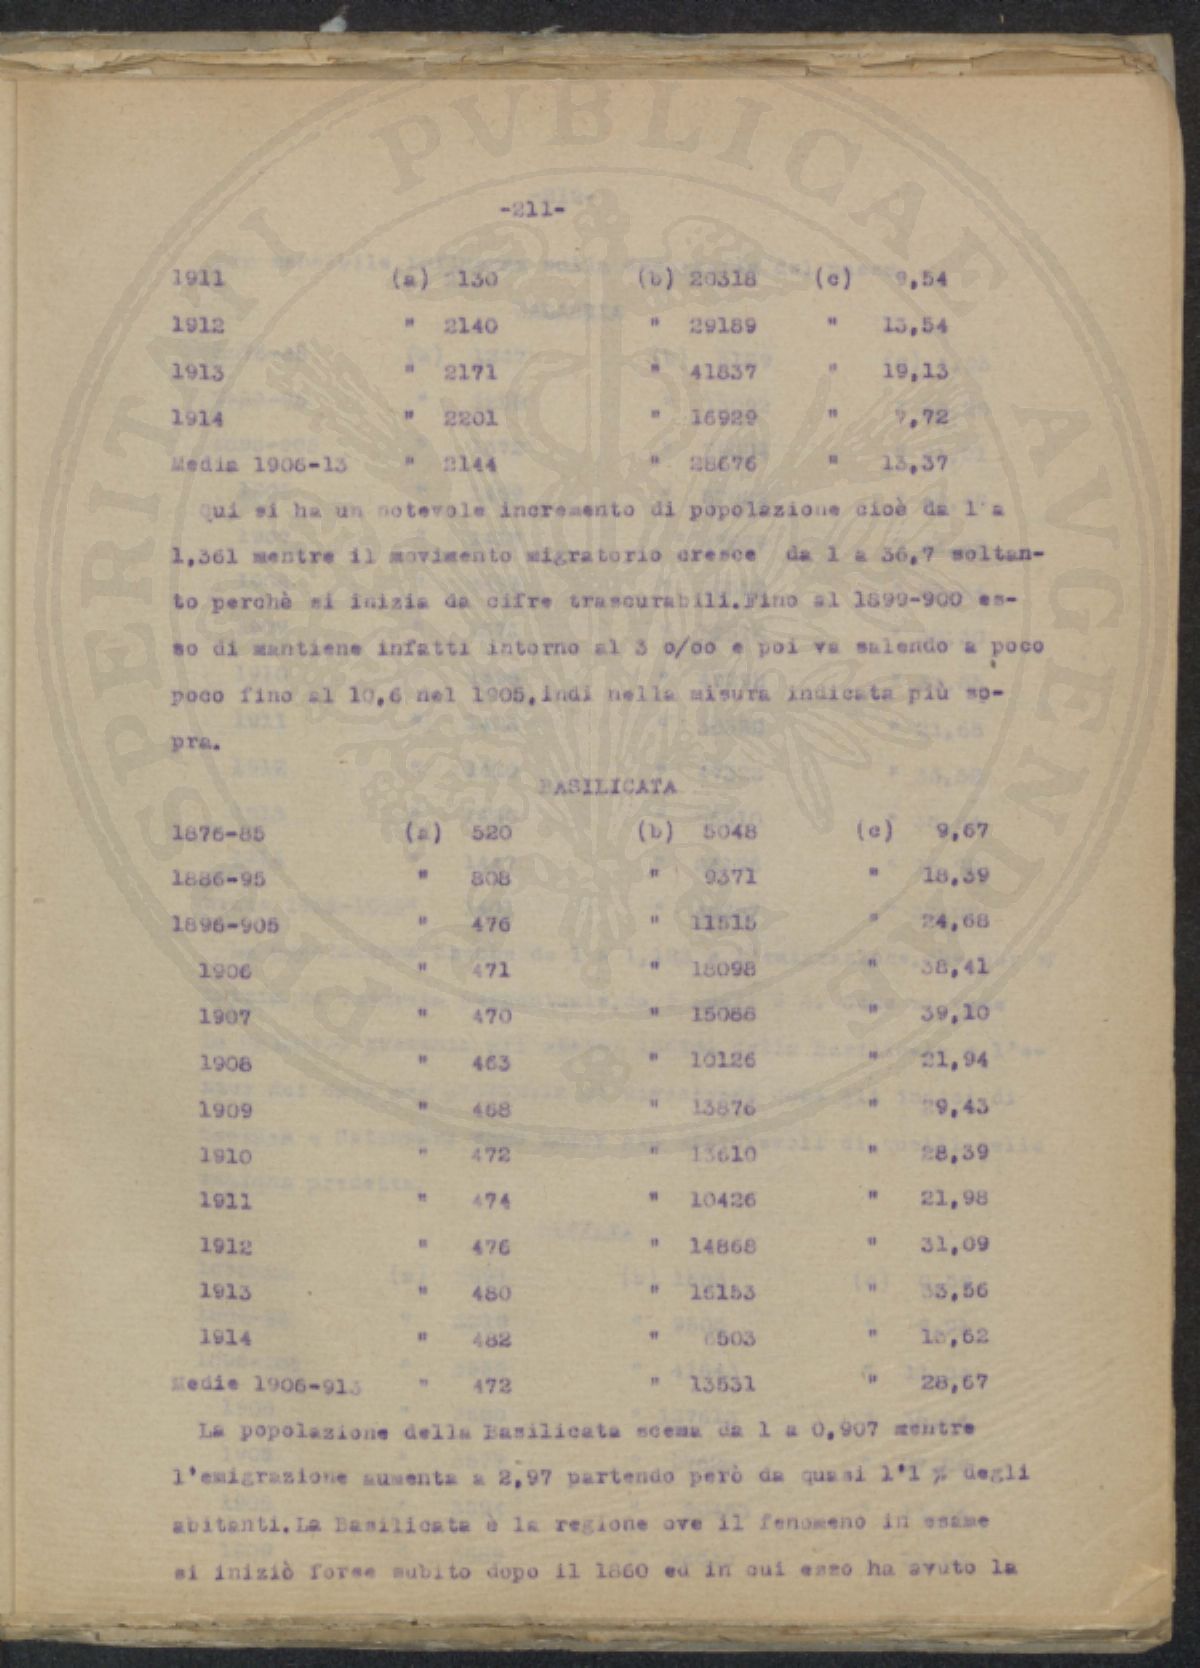 -211-
1911 (a) 2130 (b) 20318 (c) 9,54
1912 " 2140 " 29189 " 13,54
1913 " 2171 " 41837 " 19,13
1914 " 2201 " 16929 " 7,72
Media 1906-13 " 2144 " 28676 " 13,37
Qui si ha un notevole incremento di popolazione cioè da 1 a
1,361 mentre il movimento migratorio cresce da 1 a 36,7 soltan-
to perchè si inizia da cifre trascurabili.Fino al 1899-900 es-
so di mantiene infatti intorno al 3 o/oo e poi va salendo a poco
poco fino al 10,6 nel 1905,indi nella misura indicata più so-
pra.
BASILICATA
1876-85 (a) 520 (b) 5048 (c) 9,67
1886-95 " 808 " 9371 " 18,39
1896-905 " 476 " 11515 " 24,68
1906 " 471 " 18098 " 38,41
1907 " 470 " 15088 " 39,10
1908 " 463 " 10126 " 21,94
1909 " 468 " 13876 " 29,43
1910 " 472 " 13610 " 28,39
1911 " 474 " 10426 " 21,98
1912 " 476 " 14868 " 31,09
1913 " 480 " 16153 " 33,56
1914 " 482 " 6503 " 13,62
Medie 1906-913 " 472 " 13531 " 28,67
La popolazione della Basilicata scema da 1 a 0,907 mentre
l'emigrazione aumenta a 2,97 partendo però da quasi l'1 % degli
abitanti.La Basilicata è la regione ove il fenomeno in esame
si iniziò forse subito dopo il 1860 ed in cui esso ha avuto la